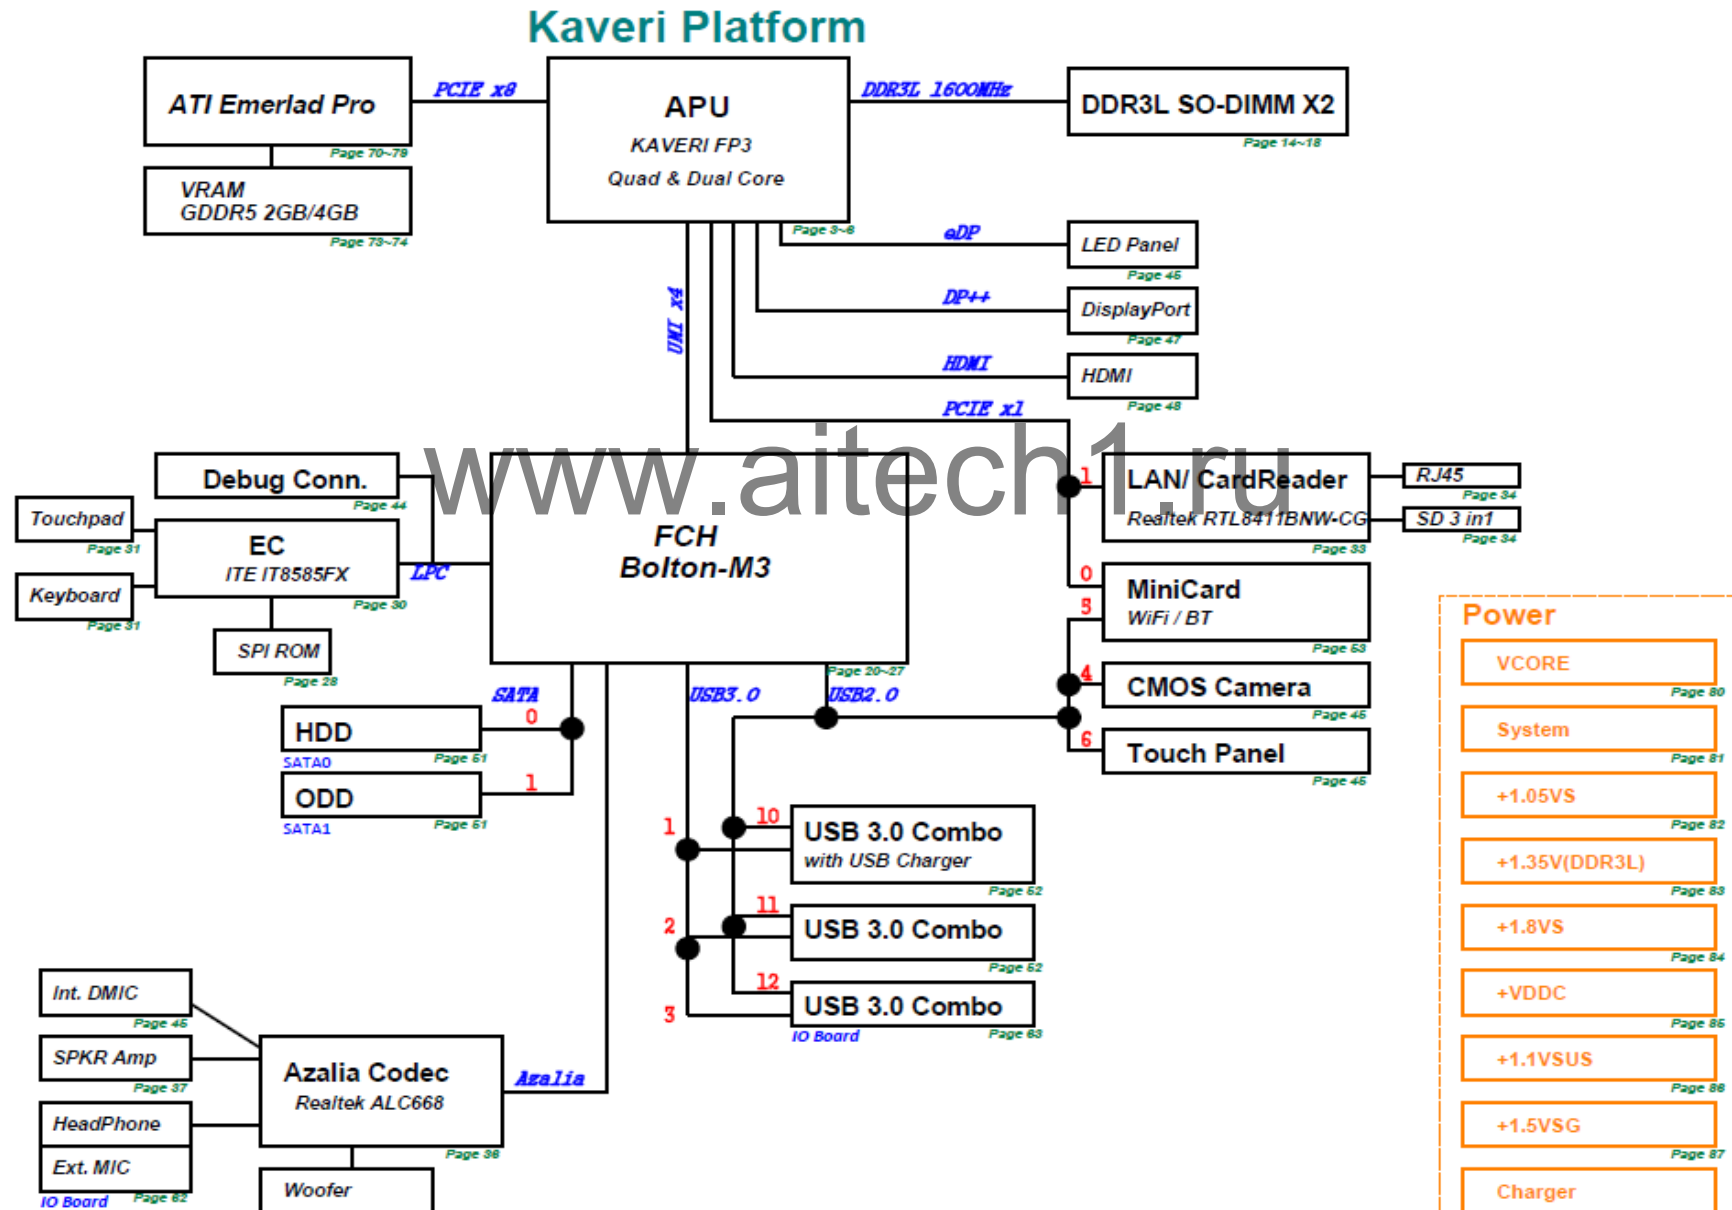 Kaveri Platform
ATI Emerlad Pro
Page 70~79
PCIE x8
APU
KAVERI FP3
Quad & Dual Core
Page 3~6
DDR3L 1600MHz
DDR3L SO-DIMM X2
Page 14~18
VRAM
GDDR5 2GB/4GB
Page 73~74
eDP
LED Panel
Page 45
DP++
DisplayPort
Page 47
HDMI
HDMI
Page 48
UMI x4
PCIE x1
www.aitech1.ru
Debug Conn.
Page 44
Touchpad
Page 31
EC
ITE IT8585FX
Page 30
LPC
Keyboard
Page 31
SPI ROM
Page 28
FCH
Bolton-M3
Page 20~27
1
LAN/ CardReader
Realtek RTL8411BNW-CG
Page 33
RJ45
Page 34
SD 3 in1
Page 34
0
5
MiniCard
WiFi / BT
Page 53
4
CMOS Camera
Page 45
6
Touch Panel
Page 45
SATA
USB3.0
USB2.0
0
HDD
SATA0
Page 51
1
ODD
SATA1
Page 51
1
10
USB 3.0 Combo
with USB Charger
Page 52
2
11
USB 3.0 Combo
Page 52
3
12
USB 3.0 Combo
IO Board
Page 63
Int. DMIC
Page 45
SPKR Amp
Page 37
HeadPhone
Ext. MIC
IO Board
Page 62
Azalia Codec
Realtek ALC668
Page 36
Azalia
Woofer
Power
VCORE
Page 80
System
Page 81
+1.05VS
Page 82
+1.35V(DDR3L)
Page 83
+1.8VS
Page 84
+VDDC
Page 85
+1.1VSUS
Page 86
+1.5VSG
Page 87
Charger